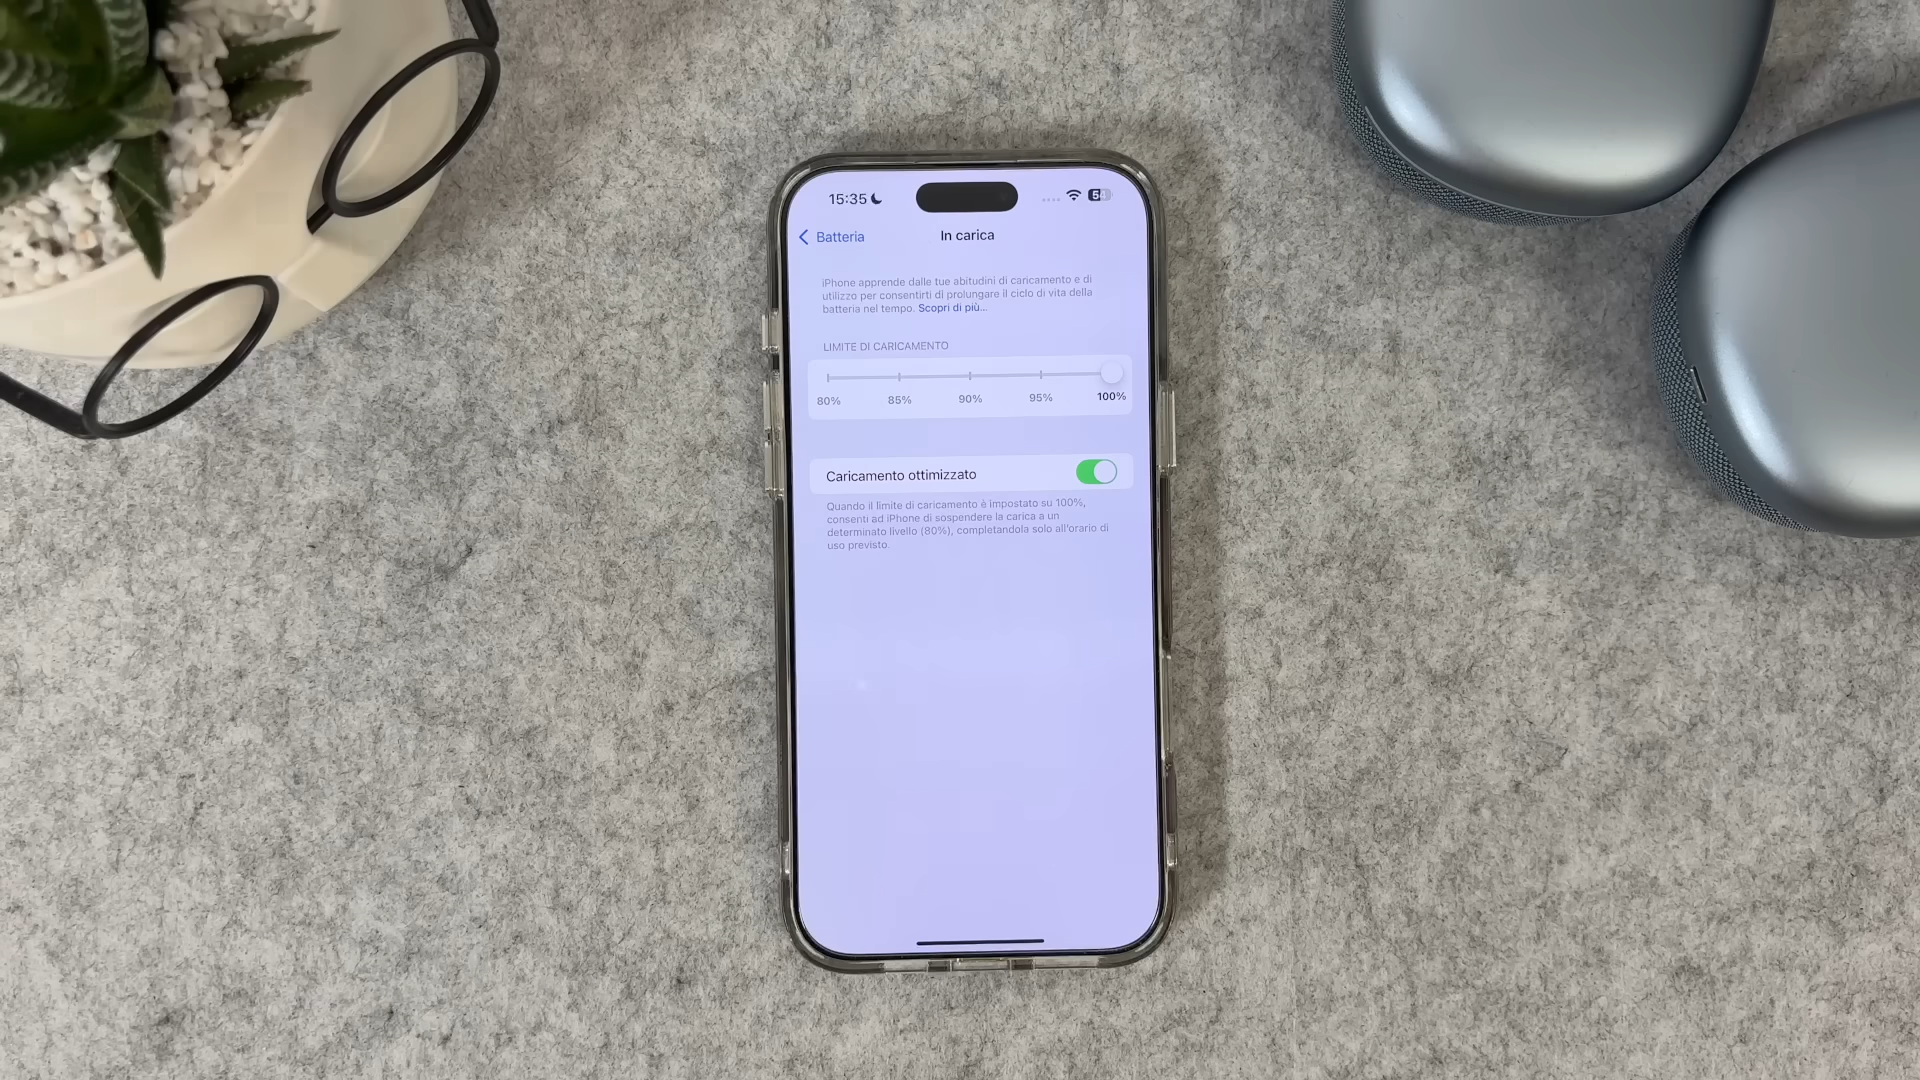 15:35
Batteria
In carica
iPhone apprende dalle tue abitudini di caricamento e di
utilizzo per consentirti di prolungare il ciclo di vita della
batteria nel tempo. Scopri di più...
LIMITE DI CARICAMENTO
80% 85% 90% 95% 100%
Caricamento ottimizzato
Quando il limite di caricamento è impostato su 100%,
consenti ad iPhone di sospendere la carica a un
determinato livello (80%), completandola solo all'orario di
uso previsto.